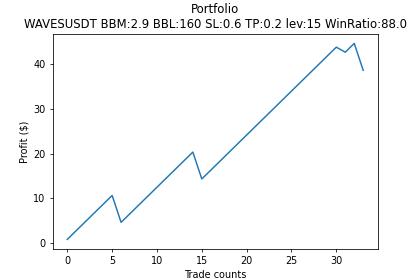 Portfolio
WAVESUSDT BBM:2.9 BBL:160 SL:0.6 TP:0.2 lev:15 WinRatio:88.0
Profit ($)
40
30
20
10
0
0 5 10 15 20 25 30
Trade counts